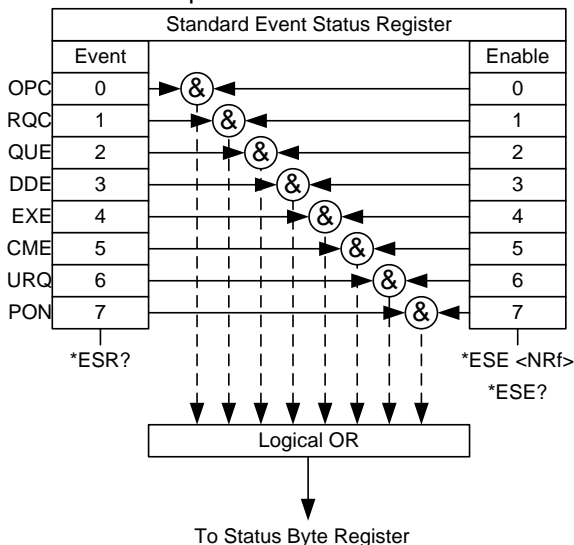 Standard Event Status Register
Event Enable
OPC 0 & 0
RQC 1 & 1
QUE 2 & 2
DDE 3 & 3
EXE 4 & 4
CME 5 & 5
URQ 6 & 6
PON 7 & 7
*ESR? *ESE <NRf>
*ESE?
Logical OR
To Status Byte Register